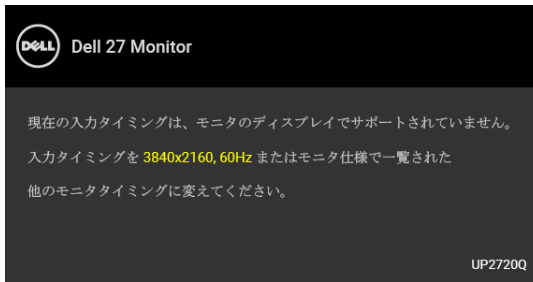 DELL
Dell 27 Monitor
現在の入力タイミングは、モニタのディスプレイでサポートされていません。
入力タイミングを 3840x2160, 60Hz またはモニタ仕様で一覧された
他のモニタタイミングに変えてください。
UP2720Q